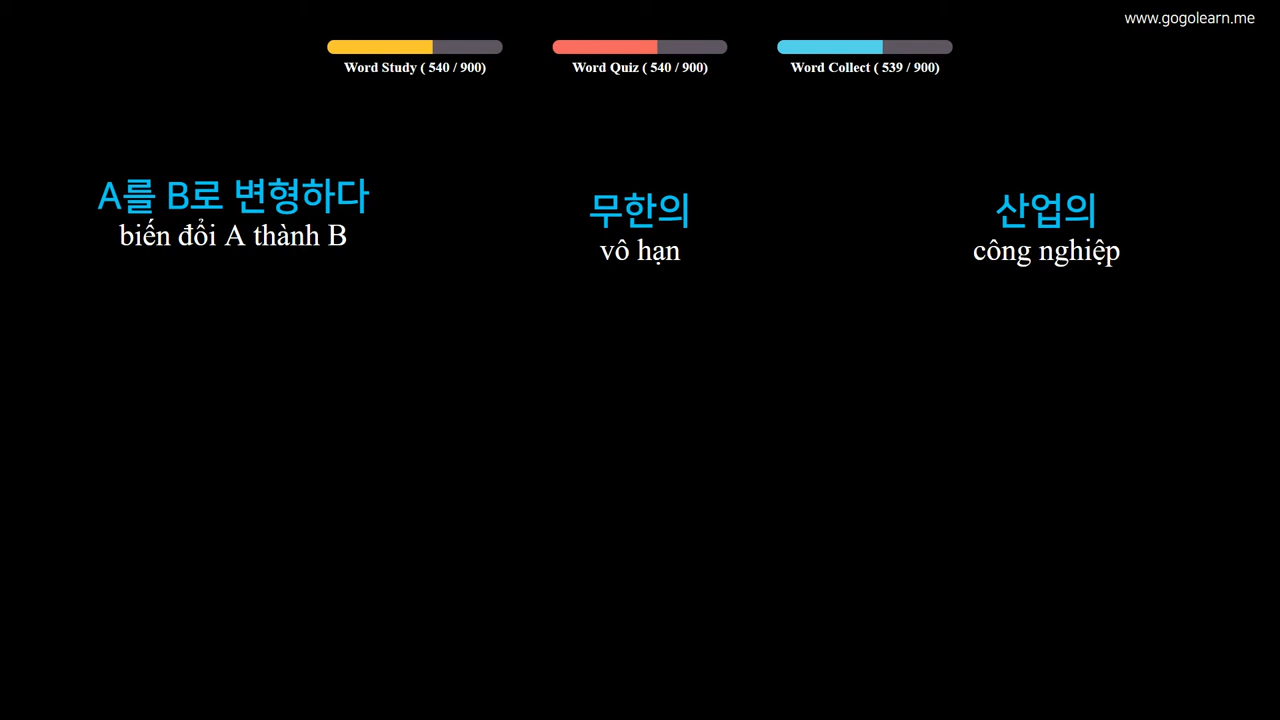 www.gogolearn.me
Word Study ( 540 / 900)
Word Quiz ( 540 / 900)
Word Collect ( 539 / 900)
A를 B로 변형하다
biến đổi A thành B
무한의
vô hạn
산업의
công nghiệp